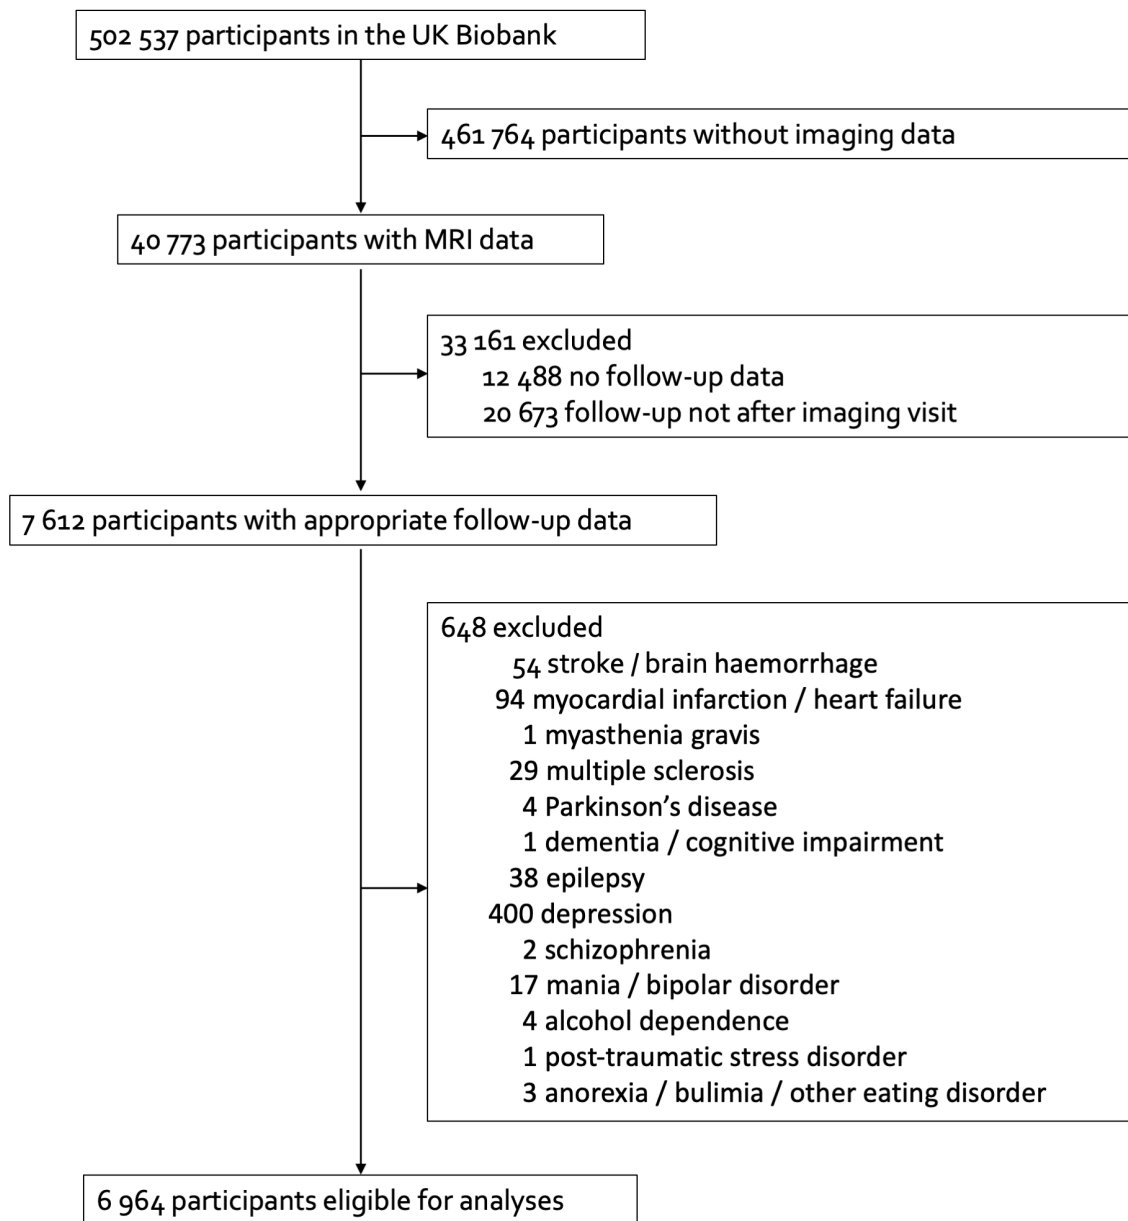 502 537 participants in the UK Biobank
461 764 participants without imaging data
40 773 participants with MRI data
33 161 excluded
12 488 no follow-up data
20 673 follow-up not after imaging visit
7 612 participants with appropriate follow-up data
648 excluded
54 stroke / brain haemorrhage
94 myocardial infarction / heart failure
1 myasthenia gravis
29 multiple sclerosis
4 Parkinson’s disease
1 dementia / cognitive impairment
38 epilepsy
400 depression
2 schizophrenia
17 mania / bipolar disorder
4 alcohol dependence
1 post-traumatic stress disorder
3 anorexia / bulimia / other eating disorder
6 964 participants eligible for analyses